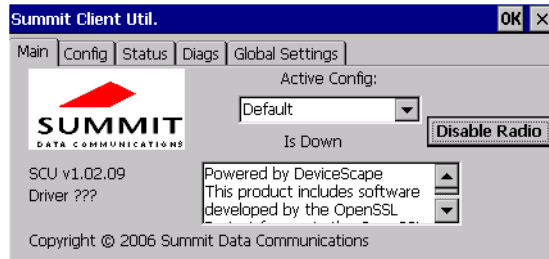 Summit Client Util.
OK ×
Main Config Status Diags Global Settings
Active Config:
Default
SUMMIT
DATA COMMUNICATIONS
Is Down
Disable Radio
SCU v1.02.09
Driver ???
Powered by DeviceScape
This product includes software
developed by the OpenSSL
Copyright © 2006 Summit Data Communications